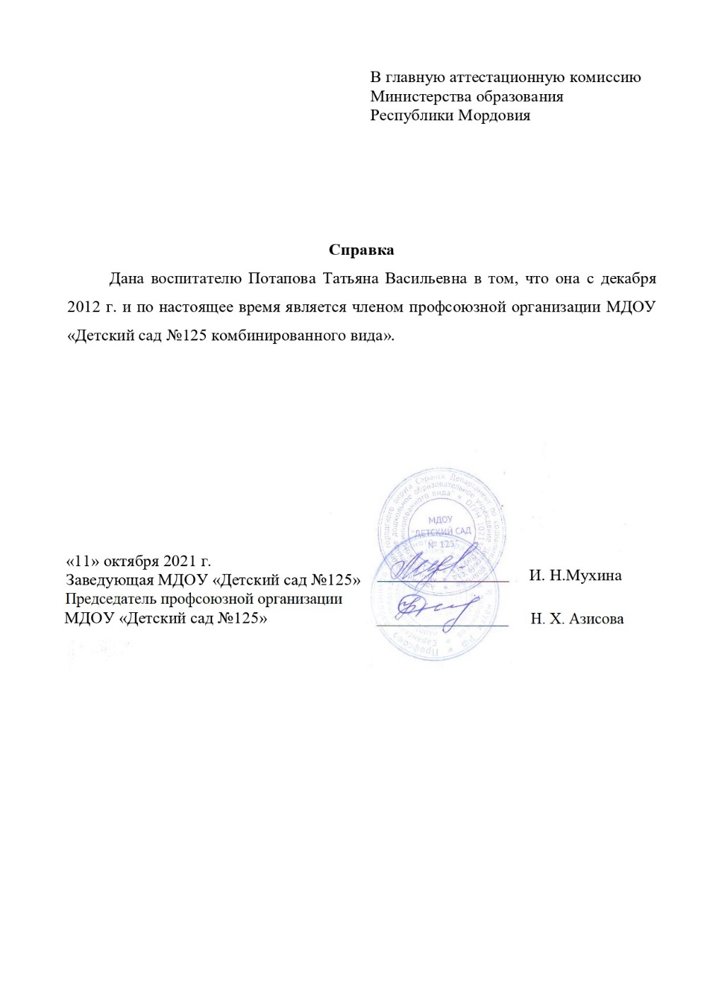 В главную аттестационную комиссию
Министерства образования
Республики Мордовия
Справка
Дана воспитателю Потапова Татьяна Васильевна в том, что она с декабря
2012 г. и по настоящее время является членом профсоюзной организации МДОУ
«Детский сад №125 комбинированного вида».
МДОУ
"ДЕТСКИЙ САД
№ 125"
«11» октября 2021 г.
Заведующая МДОУ «Детский сад №125»
И. Н.Мухина
Председатель профсоюзной организации
МДОУ «Детский сад №125»
Н. Х. Азисова